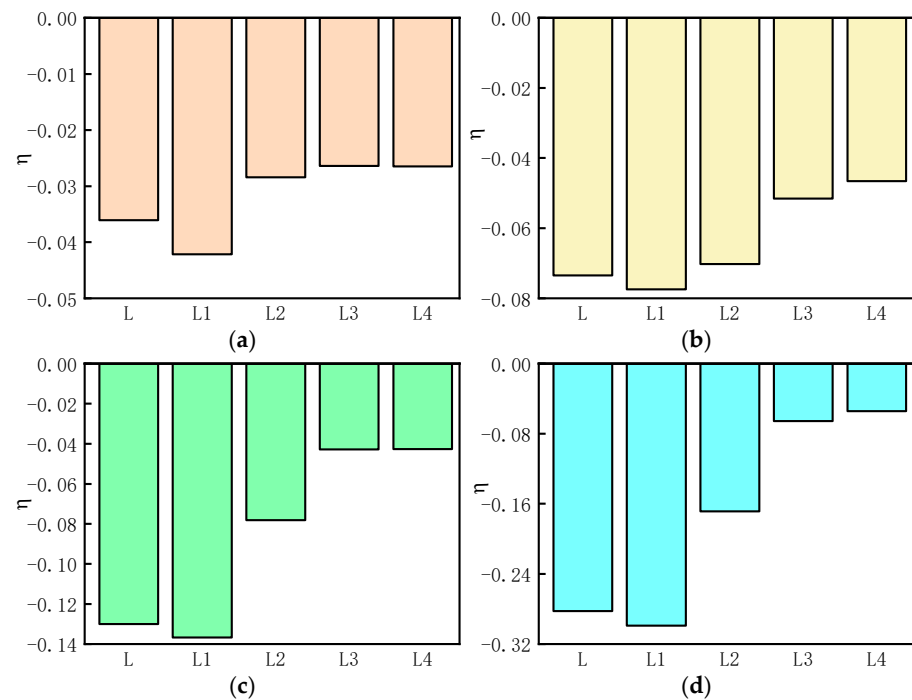 0.00
-0.01
-0.02
-0.03
-0.04
-0.05
η
L L1 L2 L3 L4
(a)
0.00
-0.02
-0.04
-0.06
-0.08
η
L L1 L2 L3 L4
(b)
0.00
-0.02
-0.04
-0.06
-0.08
-0.10
-0.12
-0.14
η
L L1 L2 L3 L4
(c)
0.00
-0.08
-0.16
-0.24
-0.32
η
L L1 L2 L3 L4
(d)